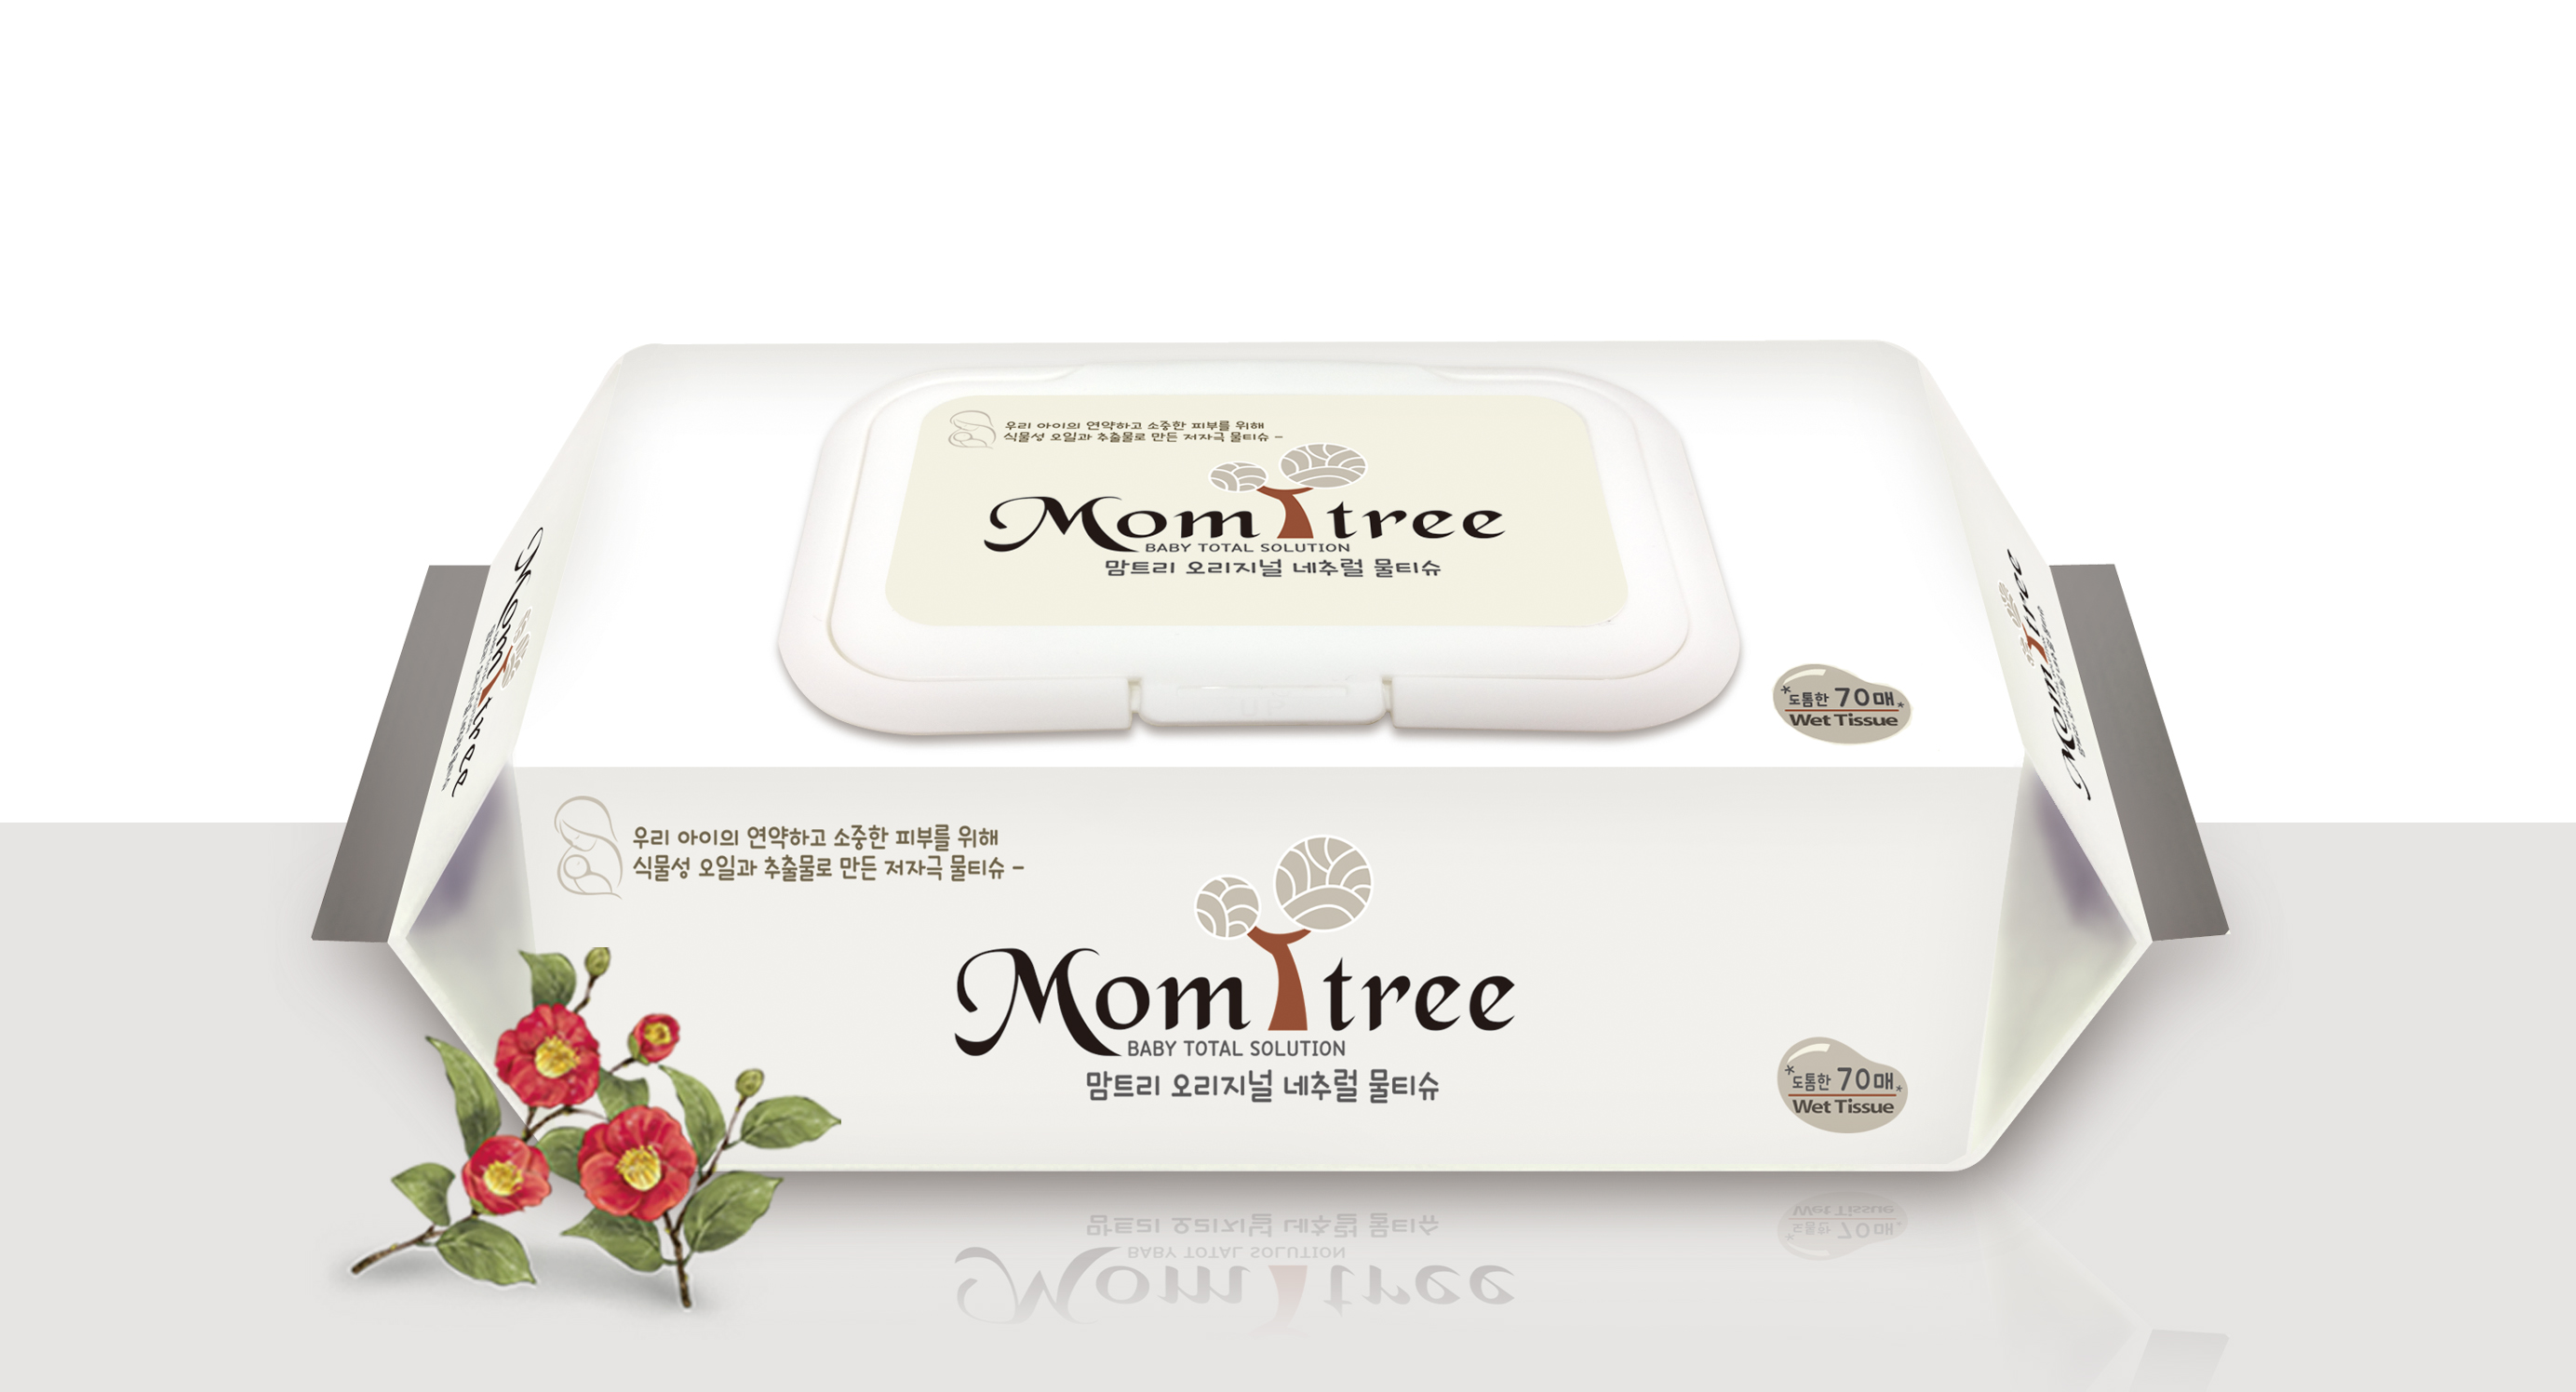 우리 아이의 연약하고 소중한 피부를 위해
식물성 오일과 추출물로 만든 저자극 물티슈 -
Mom tree
BABY TOTAL SOLUTION
맘트리 오리지널 네추럴 물티슈
UP
*도톰한 70매*
Wet Tissue
Mom tree
Mom tree
우리 아이의 연약하고 소중한 피부를 위해
식물성 오일과 추출물로 만든 저자극 물티슈 -
Mom tree
BABY TOTAL SOLUTION
맘트리 오리지널 네추럴 물티슈
*도톰한 70매*
Wet Tissue